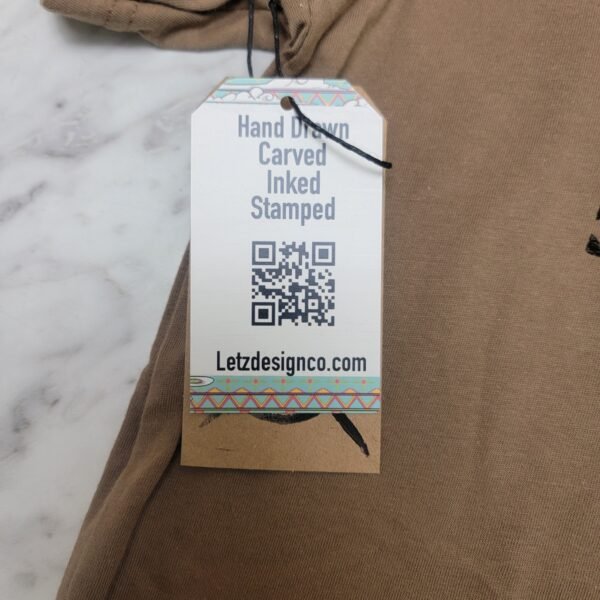 Hand Drawn
Carved
Inked
Stamped
Letzdesignco.com